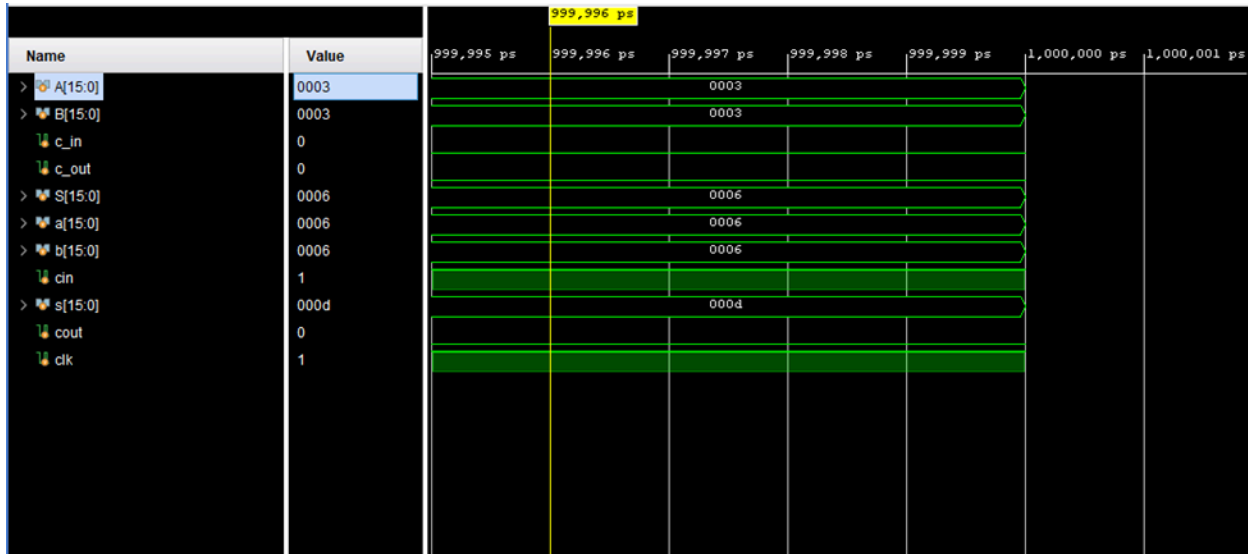 999,996 ps
Name Value 999,995 ps 999,996 ps 999,997 ps 999,998 ps 999,999 ps 1,000,000 ps 1,000,001 ps
A[15:0] 0003 0003
B[15:0] 0003 0003
c_in 0
c_out 0
S[15:0] 0006 0006
a[15:0] 0006 0006
b[15:0] 0006 0006
cin 1
s[15:0] 000d 000d
cout 0
clk 1